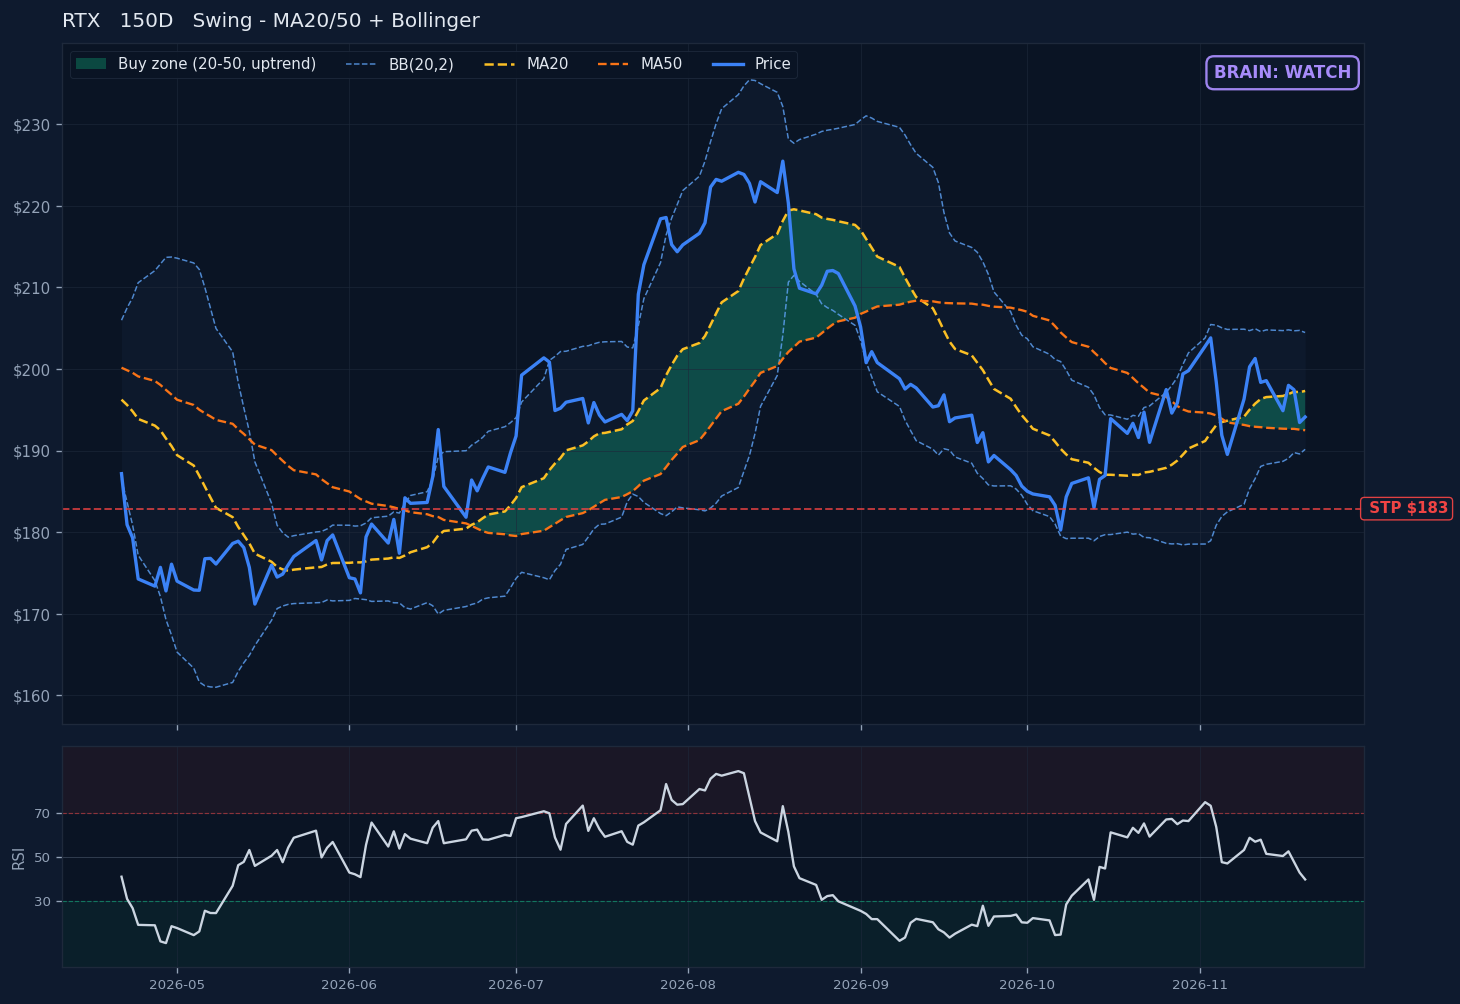 RTX   150D   Swing - MA20/50 + Bollinger
Buy zone (20-50, uptrend)   BB(20,2)   MA20   MA50   Price
BRAIN: WATCH
$230
$220
$210
$200
$190
$180
$170
$160
STP $183
RSI
70
50
30
2026-05   2026-06   2026-07   2026-08   2026-09   2026-10   2026-11